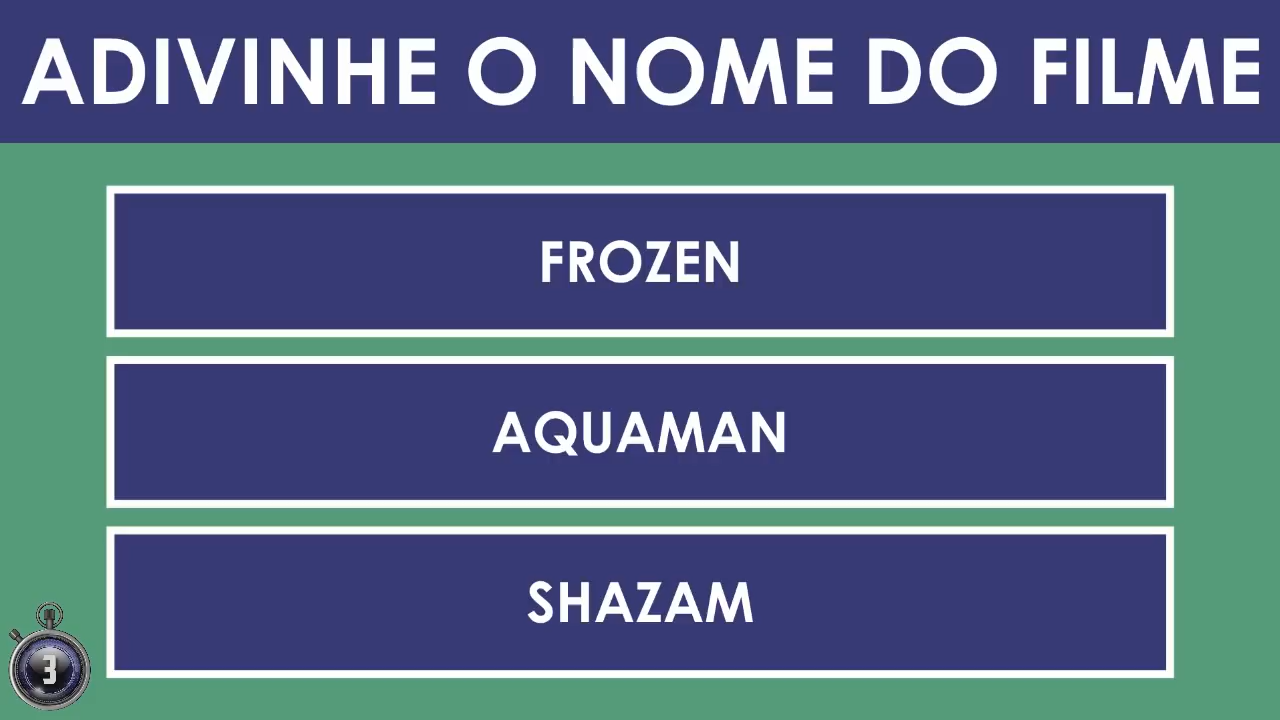 ADIVINHE O NOME DO FILME
FROZEN
AQUAMAN
SHAZAM
3